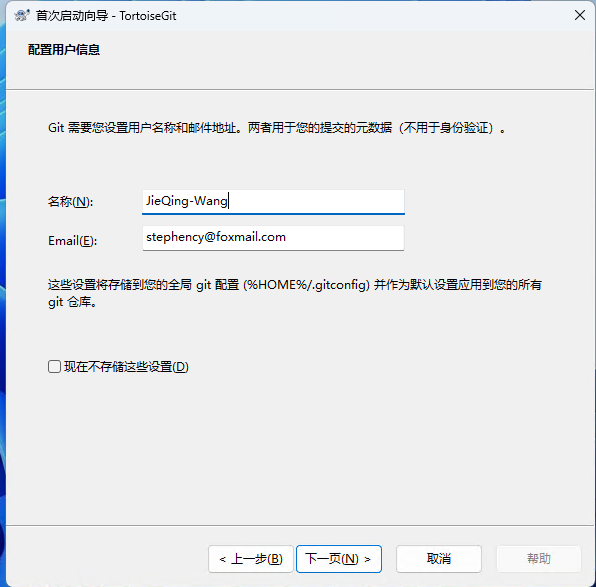 首次启动向导 - TortoiseGit
配置用户信息
Git 需要您设置用户名称和邮件地址。两者用于您的提交的元数据（不用于身份验证）。
名称(N):
JieQing-Wang
Email(E):
stephency@foxmail.com
这些设置将存储到您的全局 git 配置 (%HOME%/.gitconfig) 并作为默认设置应用到您的所有
git 仓库。
现在不存储这些设置(D)
< 上一步(B)
下一页(N) >
取消
帮助